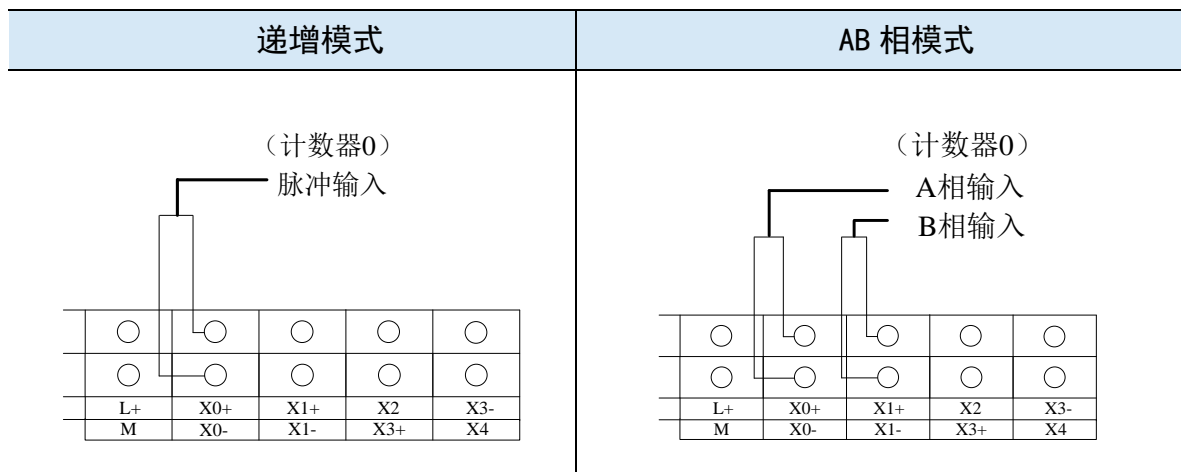 递增模式
AB 相模式
（计数器0）
脉冲输入
L+ X0+ X1+ X2 X3-
M X0- X1- X3+ X4
（计数器0）
A相输入
B相输入
L+ X0+ X1+ X2 X3-
M X0- X1- X3+ X4